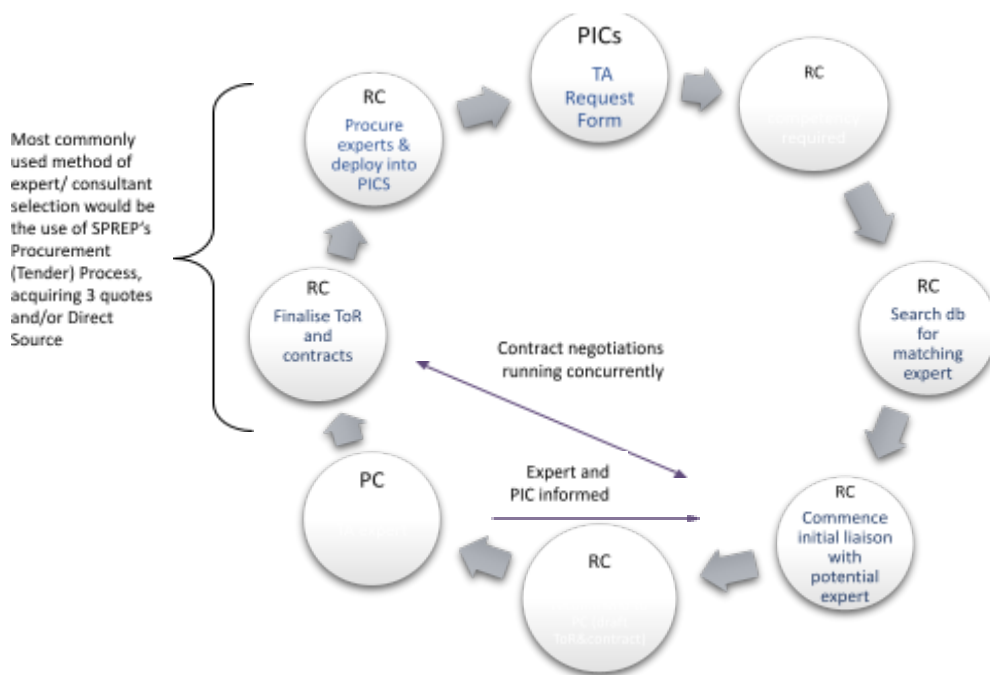 PICs
TA
Request
Form
RC
required
RC
Search db
for
matching
expert
RC
Commence
initial liaison
with
potential
expert
RC
ToR&contract)
PC
RC
Finalise ToR
and
contracts
RC
Procure
experts &
deploy into
PICS
Most commonly
used method of
expert/ consultant
selection would be
the use of SPREP's
Procurement
(Tender) Process,
acquiring 3 quotes
and/or Direct
Source
Contract negotiations
running concurrently
Expert and
PIC informed